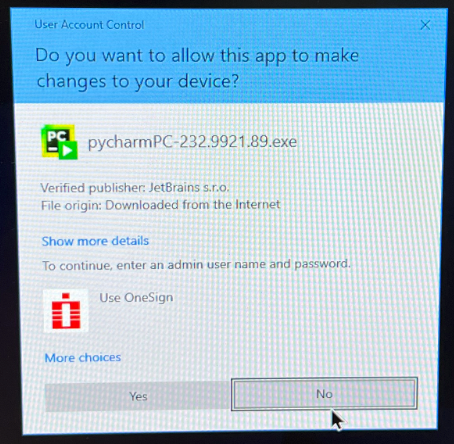 User Account Control
Do you want to allow this app to make
changes to your device?
PC
pycharmPC-232.9921.89.exe
Verified publisher: JetBrains s.r.o.
File origin: Downloaded from the Internet
Show more details
To continue, enter an admin user name and password.
Use OneSign
More choices
Yes
No